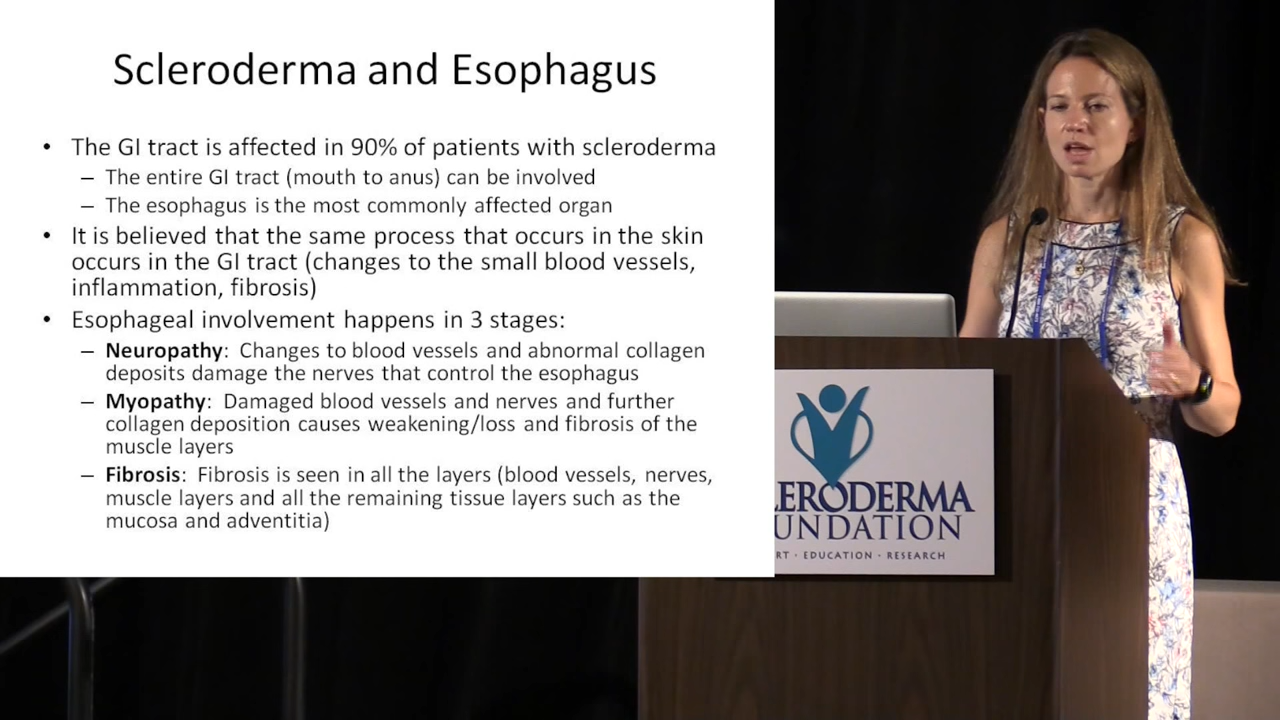 Scleroderma and Esophagus
• The GI tract is affected in 90% of patients with scleroderma
– The entire GI tract (mouth to anus) can be involved
– The esophagus is the most commonly affected organ
• It is believed that the same process that occurs in the skin
occurs in the GI tract (changes to the small blood vessels,
inflammation, fibrosis)
• Esophageal involvement happens in 3 stages:
– Neuropathy: Changes to blood vessels and abnormal collagen
deposits damage the nerves that control the esophagus
– Myopathy: Damaged blood vessels and nerves and further
collagen deposition causes weakening/loss and fibrosis of the
muscle layers
– Fibrosis: Fibrosis is seen in all the layers (blood vessels, nerves,
muscle layers and all the remaining tissue layers such as the
mucosa and adventitia)
LERODERMA
UNDATION
RT · EDUCATION · RESEARCH